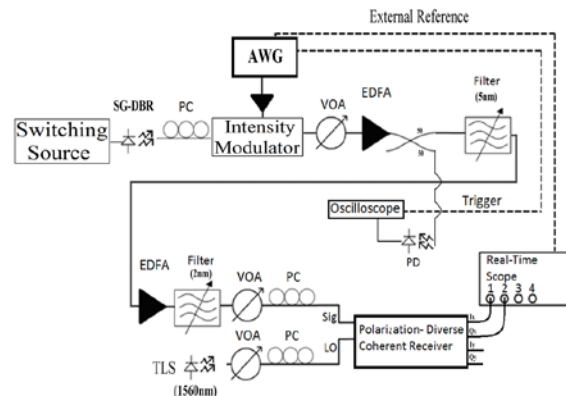 External Reference
AWG
SG-DBR
PC
VOA
EDFA
Filter
(5nm)
Switching
Source
Intensity
Modulator
50
50
Oscilloscope
Trigger
PD
EDFA
Filter
(2nm)
VOA
PC
Real-Time
Scope
1 2 3 4
Sig
LO
Polarization- Diverse
Coherent Receiver
VOA
PC
TLS
(1560nm)